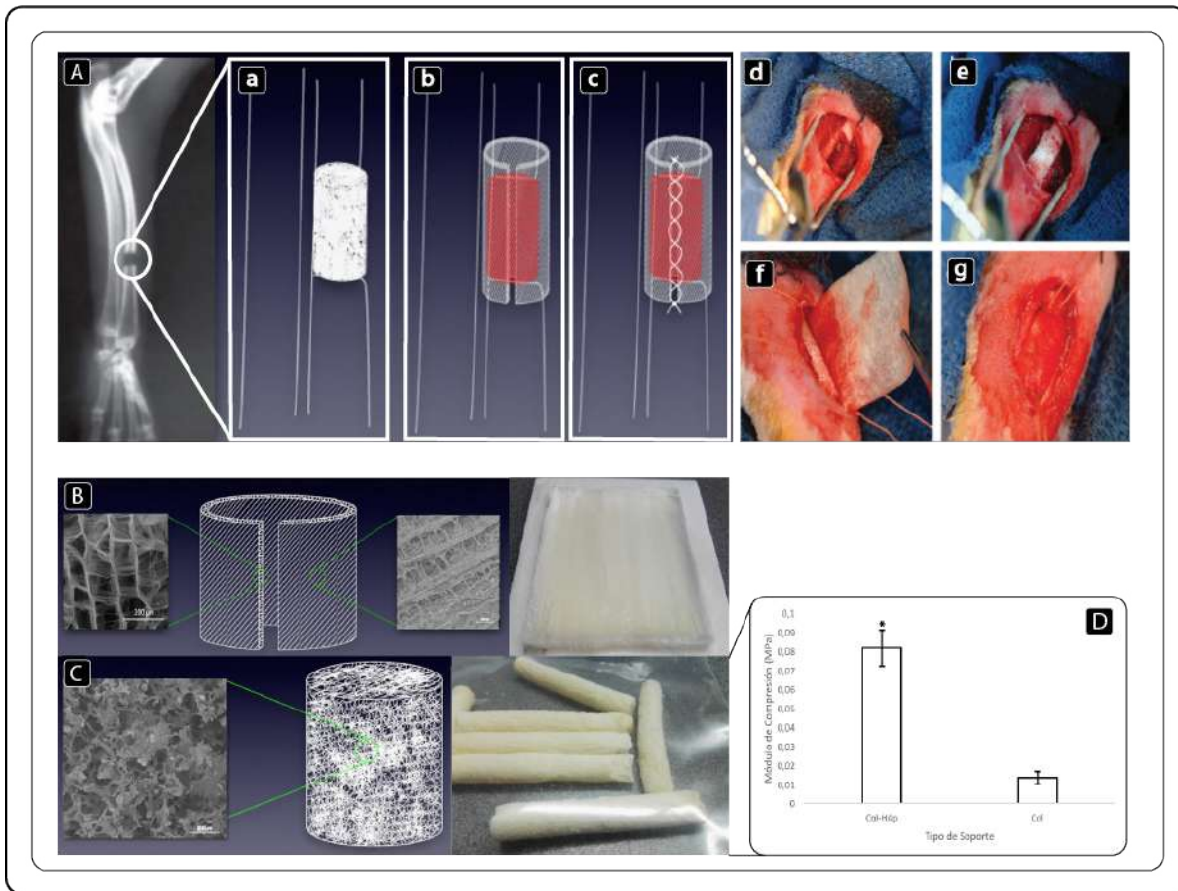 A
a
b
c
d
e
f
g
B
C
D
0,1
0,09
0,08
0,07
0,06
0,05
0,04
0,03
0,02
0,01
0
Módulo de Compresión (MPa)
*
Col-HAp
Col
Tipo de Soporte